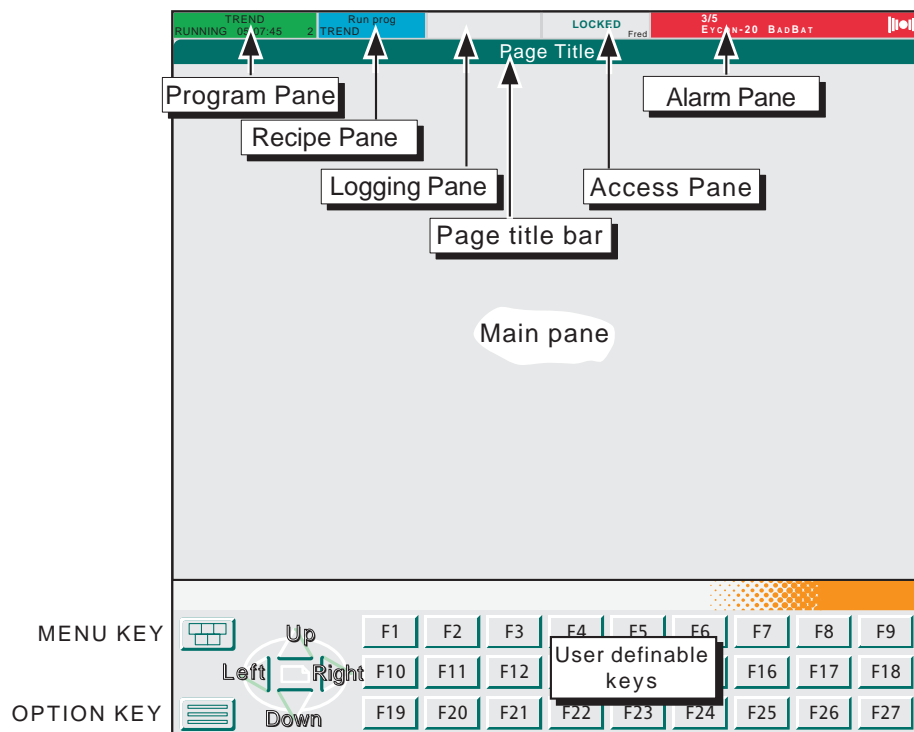 TREND
RUNNING 05:07:45 2
Run prog
TREND
LOCKED
Fred
3/5
EYCON-20 BADBAT
Page Title
Program Pane
Alarm Pane
Recipe Pane
Logging Pane
Access Pane
Page title bar
Main pane
MENU KEY
Up
F1 F2 F3 F4 F5 F6 F7 F8 F9
Left Right
F10 F11 F12
User definable
keys
F16 F17 F18
OPTION KEY
Down
F19 F20 F21 F22 F23 F24 F25 F26 F27